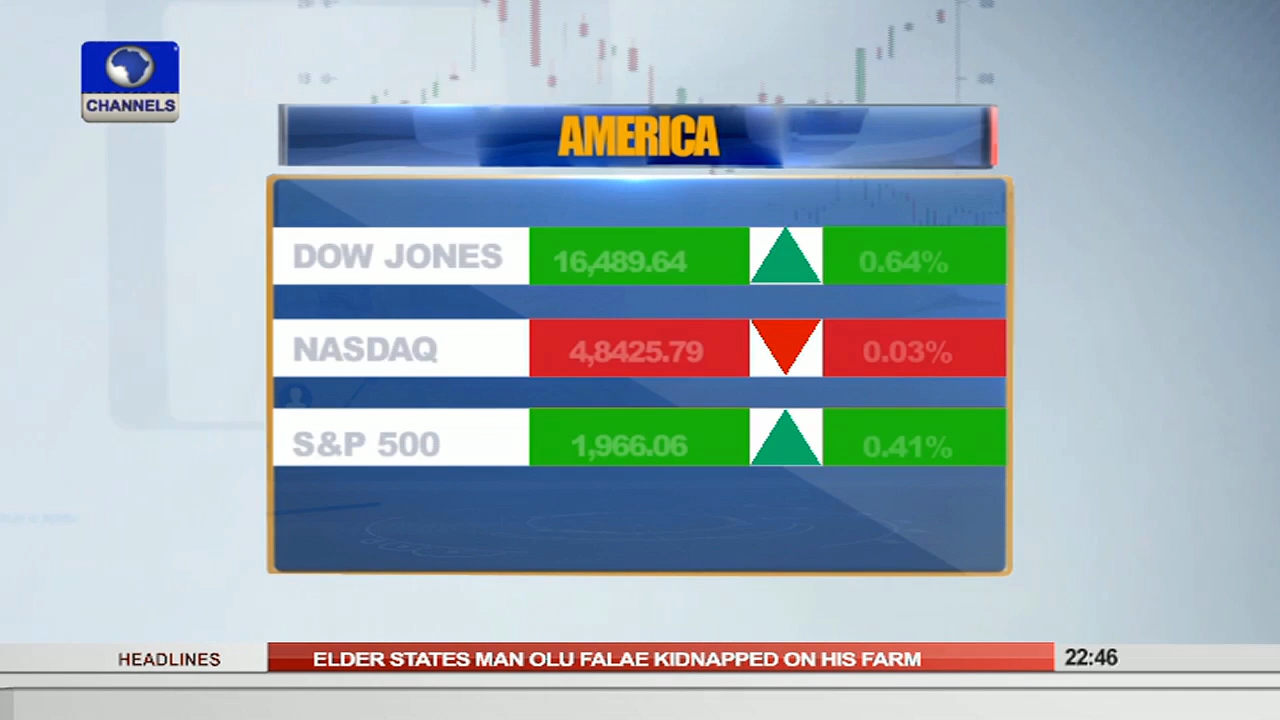 CHANNELS
AMERICA
DOW JONES 16,489.64 0.64%
NASDAQ 4,8425.79 0.03%
S&P 500 1,966.06 0.41%
HEADLINES ELDER STATES MAN OLU FALAE KIDNAPPED ON HIS FARM 22:46